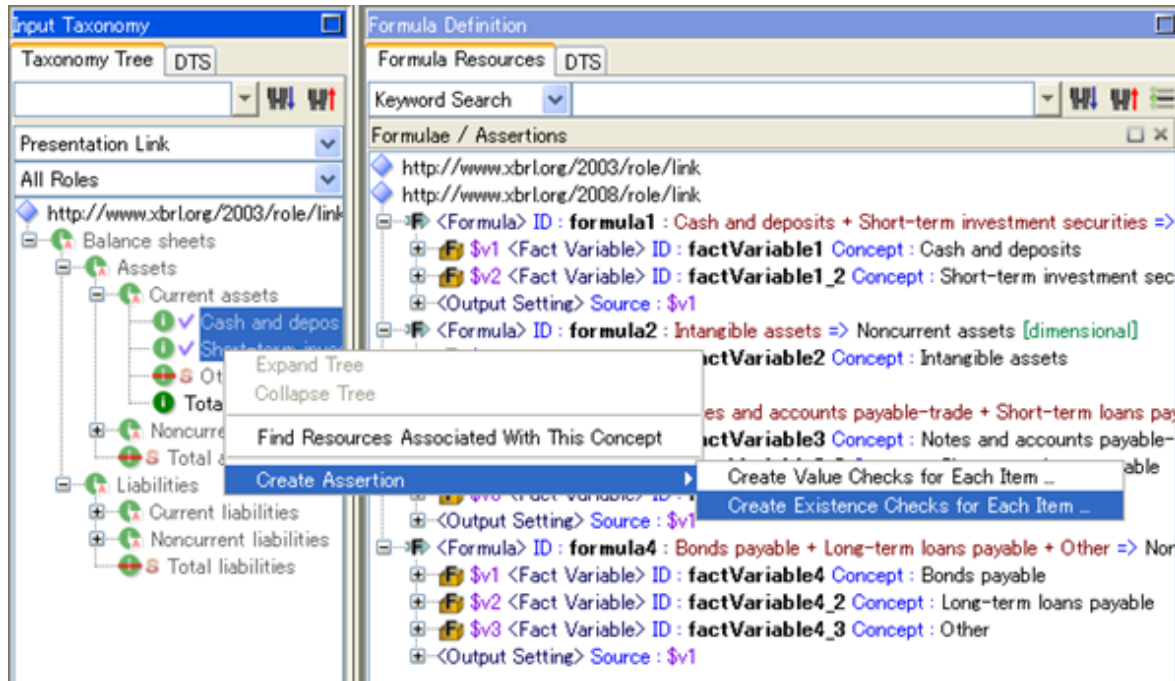 Input Taxonomy
Taxonomy Tree DTS
Presentation Link
All Roles
http://www.xbrl.org/2003/role/link
Balance sheets
Assets
Current assets
Cash and depos
Short-term inves
Ot
Tota
Noncurre
S Total a
Liabilities
Current liabilities
Noncurrent liabilities
S Total liabilities
Expand Tree
Collapse Tree
Find Resources Associated With This Concept
Create Assertion
Create Value Checks for Each Item ...
Create Existence Checks for Each Item ...
Formula Definition
Formula Resources DTS
Keyword Search
Formulae / Assertions
http://www.xbrl.org/2003/role/link
http://www.xbrl.org/2008/role/link
<Formula> ID : formula1 : Cash and deposits + Short-term investment securities =>
$v1 <Fact Variable> ID : factVariable1 Concept : Cash and deposits
$v2 <Fact Variable> ID : factVariable1_2 Concept : Short-term investment sec
<Output Setting> Source : $v1
<Formula> ID : formula2 : Intangible assets => Noncurrent assets [dimensional]
actVariable2 Concept : Intangible assets
es and accounts payable-trade + Short-term loans pay
actVariable3 Concept : Notes and accounts payable-
able
<Output Setting> Source : $v1
<Formula> ID : formula4 : Bonds payable + Long-term loans payable + Other => Nor
$v1 <Fact Variable> ID : factVariable4 Concept : Bonds payable
$v2 <Fact Variable> ID : factVariable4_2 Concept : Long-term loans payable
$v3 <Fact Variable> ID : factVariable4_3 Concept : Other
<Output Setting> Source : $v1